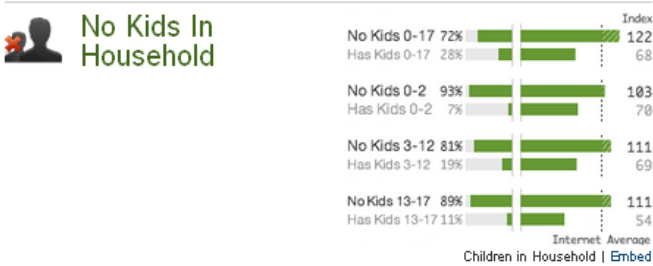 No Kids In
Household
Index
No Kids 0-17 72% 122
Has Kids 0-17 28% 68
No Kids 0-2 93% 103
Has Kids 0-2 7% 70
No Kids 3-12 81% 111
Has Kids 3-12 19% 69
No Kids 13-17 89% 111
Has Kids 13-17 11% 54
Internet Average
Children in Household | Embed